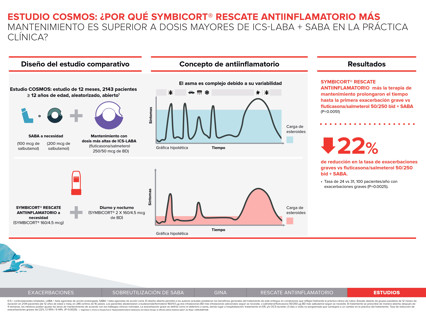 ESTUDIO COSMOS: ¿POR QUÉ SYMBICORT® RESCATE ANTIINFLAMATORIO MÁS
MANTENIMIENTO ES SUPERIOR A DOSIS MAYORES DE ICS-LABA + SABA EN LA PRÁCTICA
CLÍNICA?
Diseño del estudio comparativo
Estudio COSMOS: estudio de 12 meses, 2143 pacientes
≥ 12 años de edad, aleatorizado, abierto
SABA a necesidad
(100 mcg de
salbutamol)
(200 mcg de
salbutamol)
Mantenimiento con
dosis más altas de ICS-LABA
(fluticasona/salmeterol
250/50 mcg de BD)
SYMBICORT® RESCATE
ANTIINFLAMATORIO a
necesidad
(SYMBICORT® 160/4.5 mcg)
Diurno y nocturno
(SYMBICORT® 2 X 160/4.5 mcg
de BD)
Concepto de antiinflamatorio
El asma es complejo debido a su variabilidad
Síntomas
Carga de
esteroides
Gráfica hipotética
Tiempo
Síntomas
Carga de
esteroides
Gráfica hipotética
Tiempo
Resultados
SYMBICORT® RESCATE
ANTIINFLAMATORIO más la terapia de
mantenimiento prolongaron el tiempo
hasta la primera exacerbación grave vs
fluticasona/salmeterol 50/250 bid + SABA
22%
de reducción en la tasa de exacerbaciones
graves vs fluticasona/salmeterol 50/250
bid + SABA
• Tasa de 24 vs 31, 100 pacientes/año con
exacerbaciones graves (P=0.0025).
EXACERBACIONES
SOBREUTILIZACIÓN DE SABA
GINA
RESCATE ANTIINFLAMATORIO
ESTUDIOS